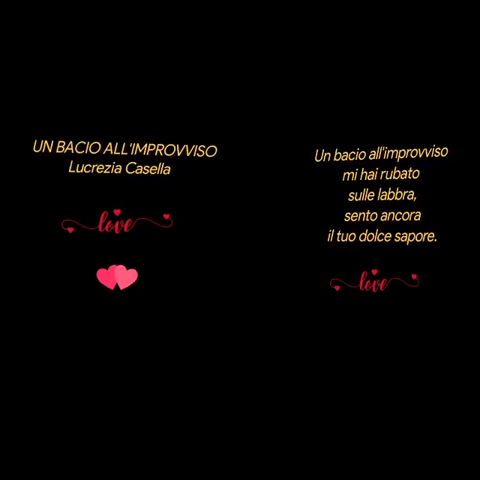 UN BACIO ALL'IMPROVVISO
Lucrezia Casella
love
Un bacio all'improvviso
mi hai rubato
sulle labbra,
sento ancora
il tuo dolce sapore.
love